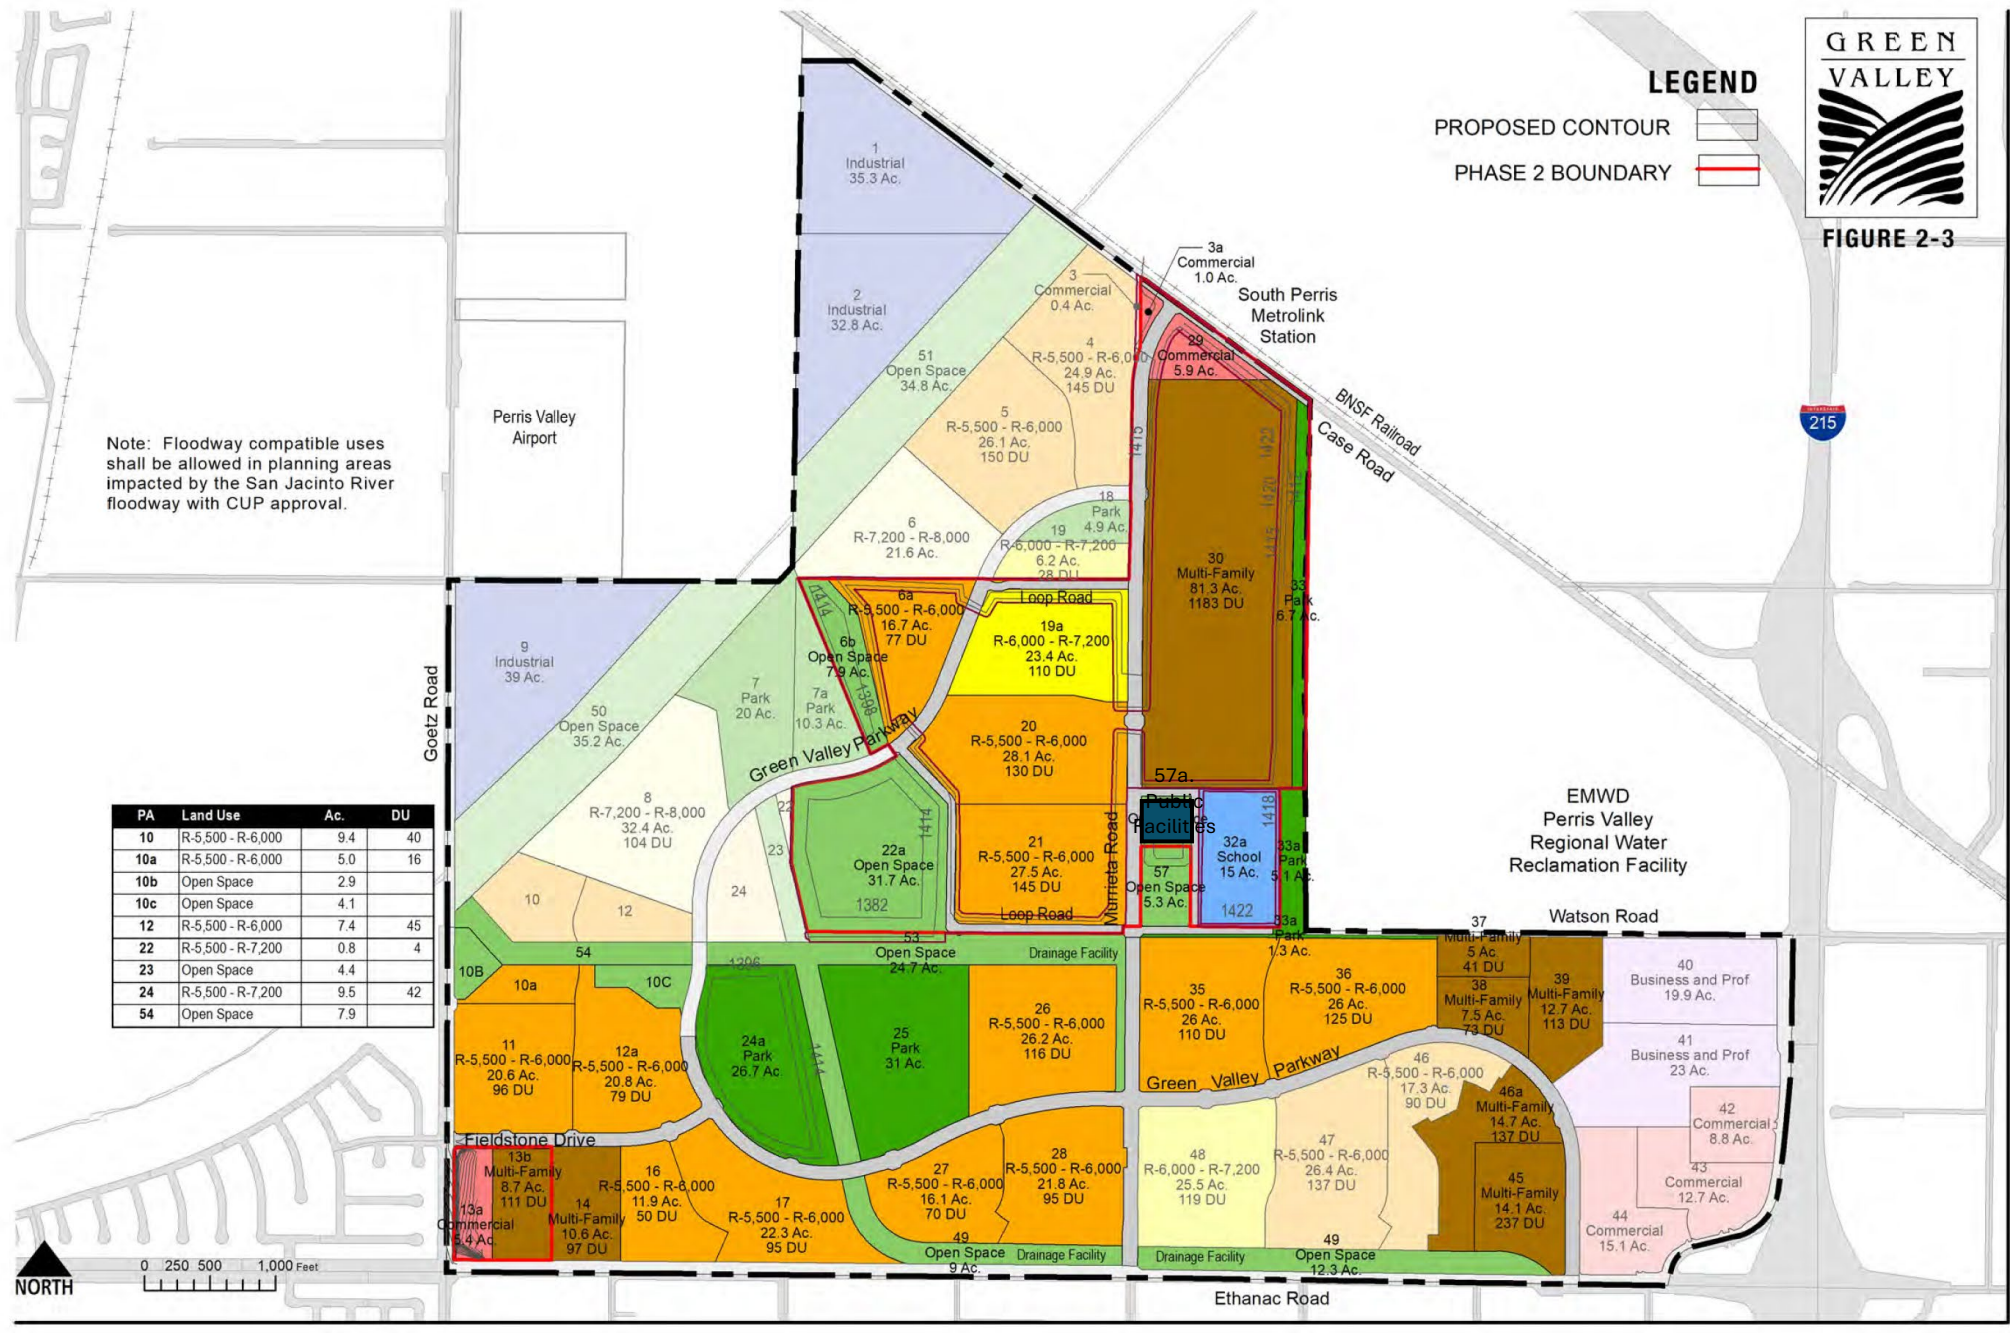 GREEN
VALLEY
FIGURE 2-3
LEGEND
PROPOSED CONTOUR
PHASE 2 BOUNDARY
1
Industrial
35.3 Ac.
2
Industrial
32.8 Ac.
51
Open Space
34.8 Ac.
3
Commercial
0.4 Ac.
3a
Commercial
1.0 Ac.
South Perris
Metrolink
Station
29
Commercial
5.9 Ac.
4
R-5,500 - R-6,000
24.9 Ac.
145 DU
5
R-5,500 - R-6,000
26.1 Ac.
150 DU
BNSF Railroad
Case Road
INTERSTATE
215
Perris Valley
Airport
Note: Floodway compatible uses
shall be allowed in planning areas
impacted by the San Jacinto River
floodway with CUP approval.
1415
1422
1420
18
Park
4.9 Ac.
6
R-7,200 - R-8,000
21.6 Ac.
19
R-6,000 - R-7,200
6.2 Ac.
28 DU
30
Multi-Family
81.3 Ac.
1183 DU
33
Park
6.7 Ac.
Loop Road
1414
6a
R-5,500 - R-6,000
16.7 Ac.
77 DU
19a
R-6,000 - R-7,200
23.4 Ac.
110 DU
6b
Open Space
7.9 Ac.
1398
9
Industrial
39 Ac.
Goetz Road
50
Open Space
35.2 Ac.
7
Park
20 Ac.
7a
Park
10.3 Ac.
Green Valley Parkway
20
R-5,500 - R-6,000
28.1 Ac.
130 DU
57a.
Public
Facilities
1418
8
R-7,200 - R-8,000
32.4 Ac.
104 DU
22
23
24
1414
22a
Open Space
31.7 Ac.
1382
21
R-5,500 - R-6,000
27.5 Ac.
145 DU
Loop Road
Murrieta Road
57
Open Space
5.3 Ac.
32a
School
15 Ac.
1422
33a
Park
5.1 Ac.
33a
Park
1.3 Ac.
EMWD
Perris Valley
Regional Water
Reclamation Facility
Watson Road
PA Land Use Ac. DU
10 R-5,500 - R-6,000 9.4 40
10a R-5,500 - R-6,000 5.0 16
10b Open Space 2.9
10c Open Space 4.1
12 R-5,500 - R-6,000 7.4 45
22 R-5,500 - R-7,200 0.8 4
23 Open Space 4.4
24 R-5,500 - R-7,200 9.5 42
54 Open Space 7.9
10
12
54
10B
10a
10C
1396
53
Open Space
24.7 Ac.
Drainage Facility
11
R-5,500 - R-6,000
20.6 Ac.
96 DU
12a
R-5,500 - R-6,000
20.8 Ac.
79 DU
24a
Park
26.7 Ac.
1414
25
Park
31 Ac.
26
R-5,500 - R-6,000
26.2 Ac.
116 DU
35
R-5,500 - R-6,000
26 Ac.
110 DU
36
R-5,500 - R-6,000
26 Ac.
125 DU
37
Multi-Family
5 Ac.
41 DU
38
Multi-Family
7.5 Ac.
73 DU
39
Multi-Family
12.7 Ac.
113 DU
40
Business and Prof
19.9 Ac.
41
Business and Prof
23 Ac.
Green Valley Parkway
46
R-5,500 - R-6,000
17.3 Ac.
90 DU
46a
Multi-Family
14.7 Ac.
137 DU
42
Commercial
8.8 Ac.
Fieldstone Drive
13b
Multi-Family
8.7 Ac.
111 DU
13a
Commercial
5.4 Ac.
14
Multi-Family
10.6 Ac.
97 DU
16
R-5,500 - R-6,000
11.9 Ac.
50 DU
17
R-5,500 - R-6,000
22.3 Ac.
95 DU
27
R-5,500 - R-6,000
16.1 Ac.
70 DU
28
R-5,500 - R-6,000
21.8 Ac.
95 DU
48
R-6,000 - R-7,200
25.5 Ac.
119 DU
47
R-5,500 - R-6,000
26.4 Ac.
137 DU
45
Multi-Family
14.1 Ac.
237 DU
43
Commercial
12.7 Ac.
44
Commercial
15.1 Ac.
49
Open Space
9 Ac.
Drainage Facility
Drainage Facility
49
Open Space
12.3 Ac.
NORTH
0 250 500 1,000 Feet
Ethanac Road